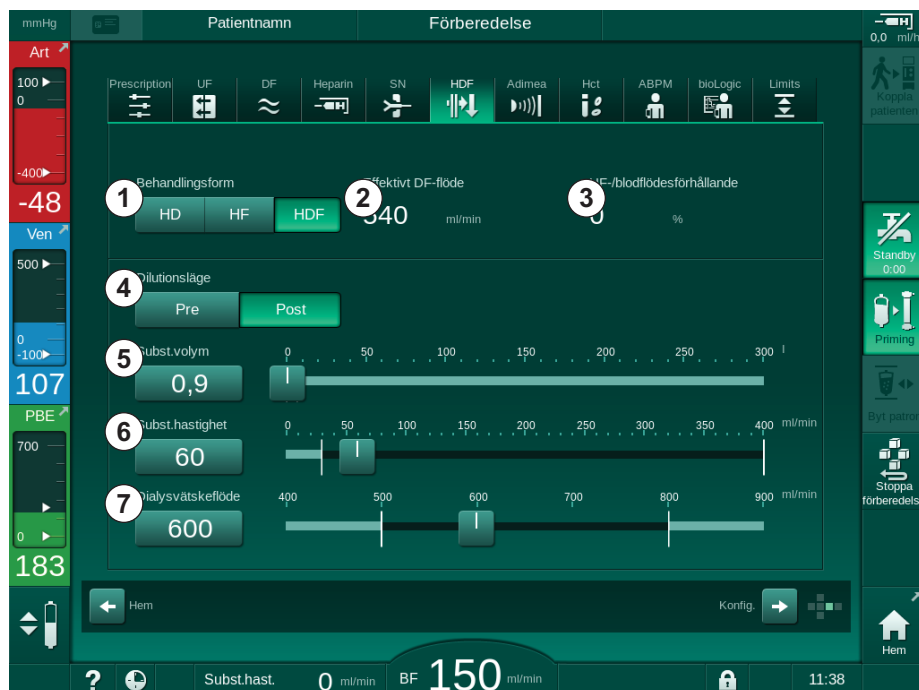 mmHg
Patientnamn
Förberedelse
0,0 ml/h
Art
100
0
-400
-48
Ven
500
0
-100
107
PBE
700
0
183
Prescription UF DF Heparin SN HDF Adimea Hct ABPM bioLogic Limits
1 Behandlingsform
HD HF HDF
2 Effektivt DF-flöde
540 ml/min
3 HF-/blodflödesförhållande
0 %
4 Dilutionsläge
Pre Post
5 Subst.volym
0,9
0 50 100 150 200 250 300 l
6 Subst.hastighet
60
0 50 100 150 200 250 300 350 400 ml/min
7 Dialysvätskeflöde
600
400 500 600 700 800 900 ml/min
Hem
Konfig.
Koppla
patienten
Standby
0:00
Priming
Byt patron
Stoppa
förberedels
Hem
? Subst.hast. 0 ml/min BF 150 ml/min 11:38